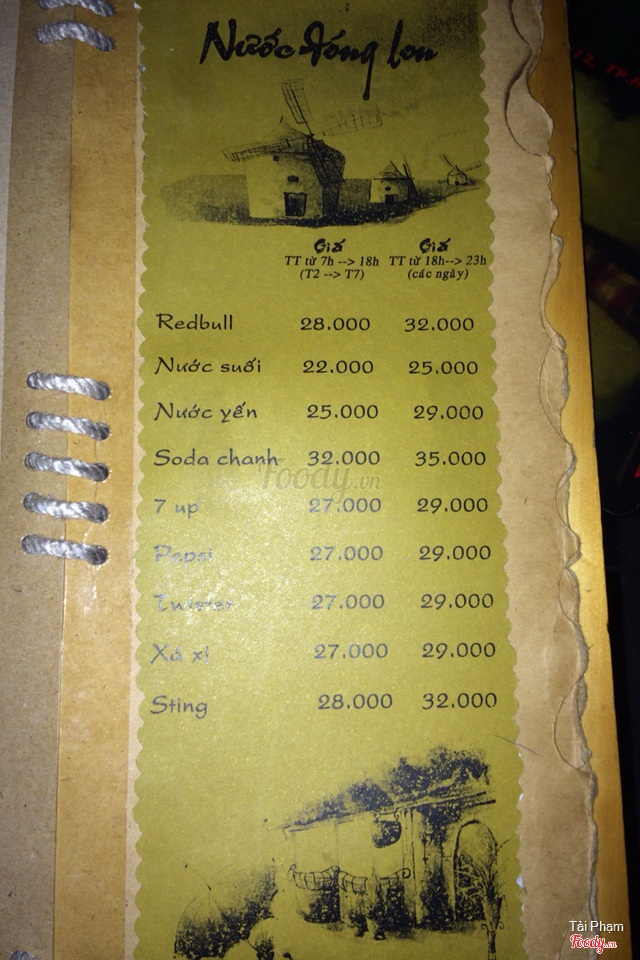 Nước đóng lon
Giá Giá
TT từ 7h --> 18h TT từ 18h--> 23h
(T2 --> T7) (các ngày)
Redbull 28.000 32.000
Nước suối 22.000 25.000
Nước yến 25.000 29.000
Soda chanh 32.000 35.000
Foody.vn
7 up 27.000 29.000
Pepsi 27.000 29.000
Twister 27.000 29.000
Xá xị 27.000 29.000
Sting 28.000 32.000
Tài Phạm
Foody.vn